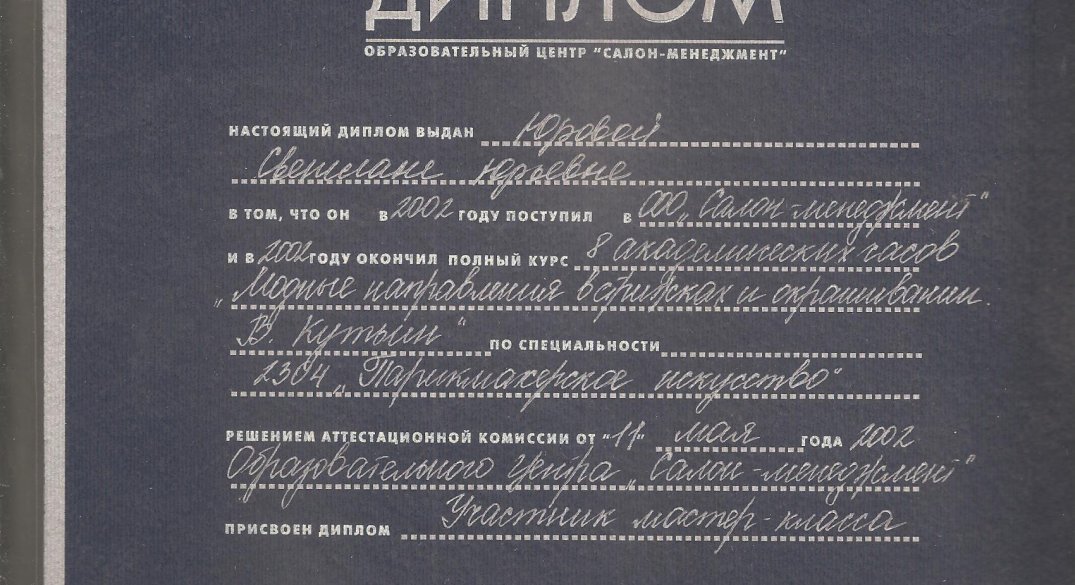 ДИПЛОМ
ОБРАЗОВАТЕЛЬНЫЙ ЦЕНТР "САЛОН-МЕНЕДЖМЕНТ"
НАСТОЯЩИЙ ДИПЛОМ ВЫДАН Юровой
Светлане Юрьевне
В ТОМ, ЧТО ОН В 2002 ГОДУ ПОСТУПИЛ В ООО „Салон-менеджмент"
И В 2002 ГОДУ ОКОНЧИЛ ПОЛНЫЙ КУРС 8 академических часов
„Модные направления в стрижках и окрашивании.
В. Кутьин" ПО СПЕЦИАЛЬНОСТИ
2304 „Парикмахерское искусство"
РЕШЕНИЕМ АТТЕСТАЦИОННОЙ КОМИССИИ ОТ "11" мая ГОДА 2002
Образовательного центра „Салон-менеджмент"
ПРИСВОЕН ДИПЛОМ Участник мастер-класса